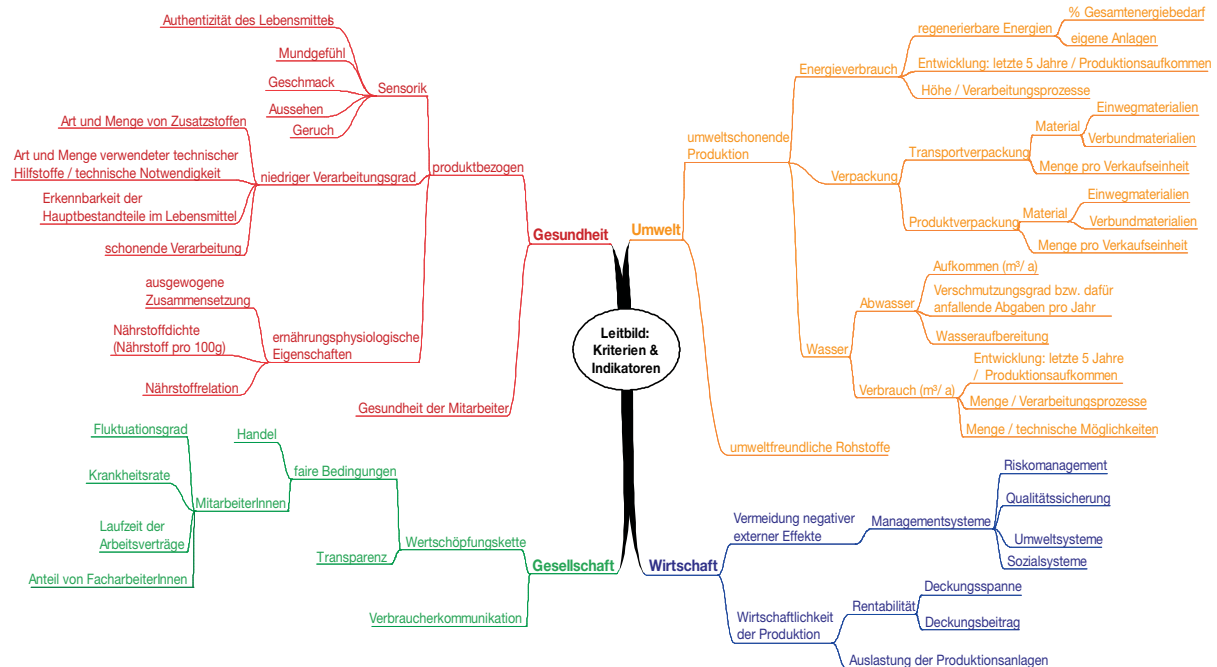 Leitbild:
Kriterien &
Indikatoren
Gesundheit
produktbezogen
Sensorik
Authentizität des Lebensmittels
Mundgefühl
Geschmack
Aussehen
Geruch
niedriger Verarbeitungsgrad
Art und Menge von Zusatzstoffen
Art und Menge verwendeter technischer
Hilfstoffe / technische Notwendigkeit
Erkennbarkeit der
Hauptbestandteile im Lebensmittel
schonende Verarbeitung
ernährungsphysiologische
Eigenschaften
ausgewogene
Zusammensetzung
Nährstoffdichte
(Nährstoff pro 100g)
Nährstoffrelation
Gesundheit der Mitarbeiter
Umwelt
umweltschonende
Produktion
Energieverbrauch
regenerierbare Energien
% Gesamtenergiebedarf
eigene Anlagen
Entwicklung: letzte 5 Jahre / Produktionsaufkommen
Höhe / Verarbeitungsprozesse
Verpackung
Transportverpackung
Material
Einwegmaterialien
Verbundmaterialien
Menge pro Verkaufseinheit
Produktverpackung
Material
Einwegmaterialien
Verbundmaterialien
Menge pro Verkaufseinheit
Wasser
Abwasser
Aufkommen (m³/ a)
Verschmutzungsgrad bzw. dafür
anfallende Abgaben pro Jahr
Wasseraufbereitung
Verbrauch (m³/ a)
Entwicklung: letzte 5 Jahre
/ Produktionsaufkommen
Menge / Verarbeitungsprozesse
Menge / technische Möglichkeiten
umweltfreundliche Rohstoffe
Gesellschaft
Wertschöpfungskette
faire Bedingungen
Handel
MitarbeiterInnen
Fluktuationsgrad
Krankheitsrate
Laufzeit der
Arbeitsverträge
Anteil von FacharbeiterInnen
Transparenz
Verbraucherkommunikation
Wirtschaft
Vermeidung negativer
externer Effekte
Managementsysteme
Riskomanagement
Qualitätssicherung
Umweltsysteme
Sozialsysteme
Wirtschaftlichkeit
der Produktion
Rentabilität
Deckungsspanne
Deckungsbeitrag
Auslastung der Produktionsanlagen